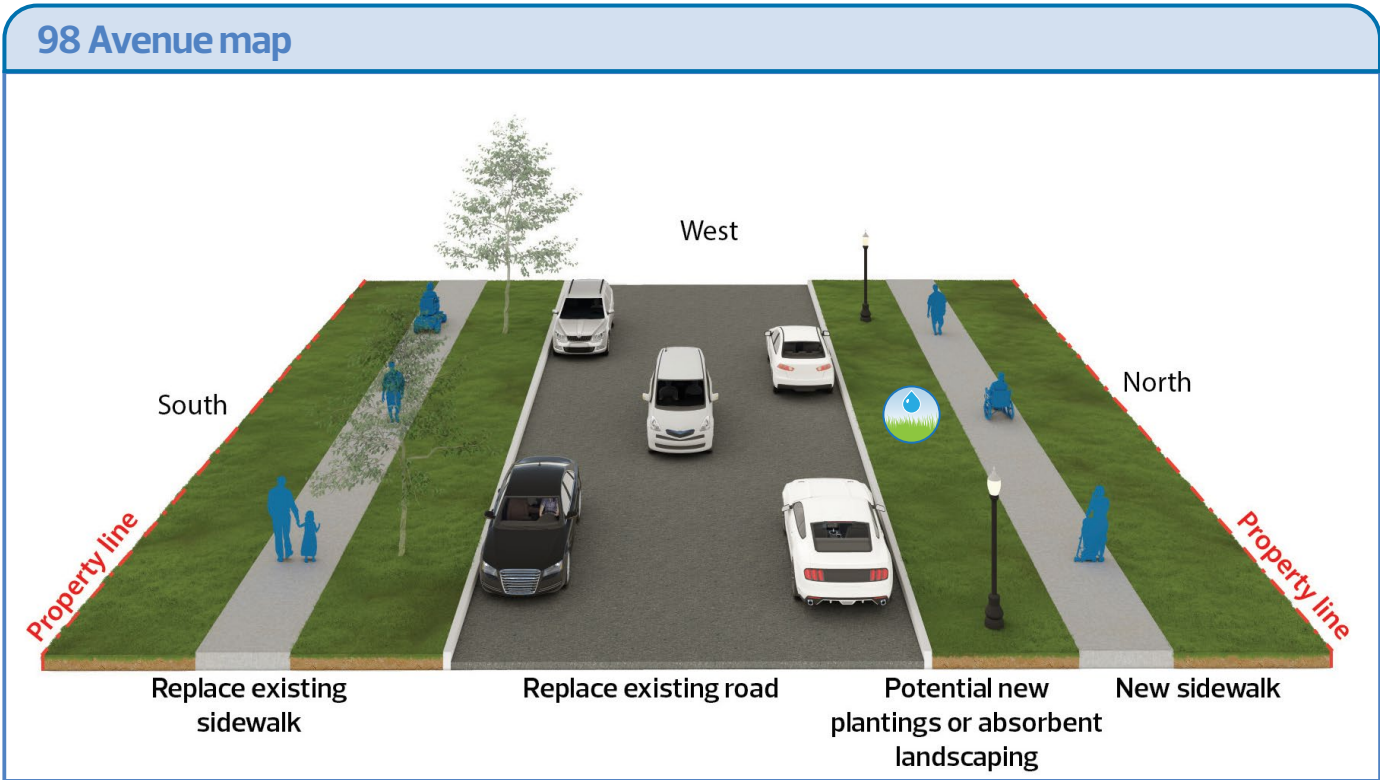 98 Avenue map
West
South
North
Property line
Property line
Replace existing
sidewalk
Replace existing road
Potential new
plantings or absorbent
landscaping
New sidewalk